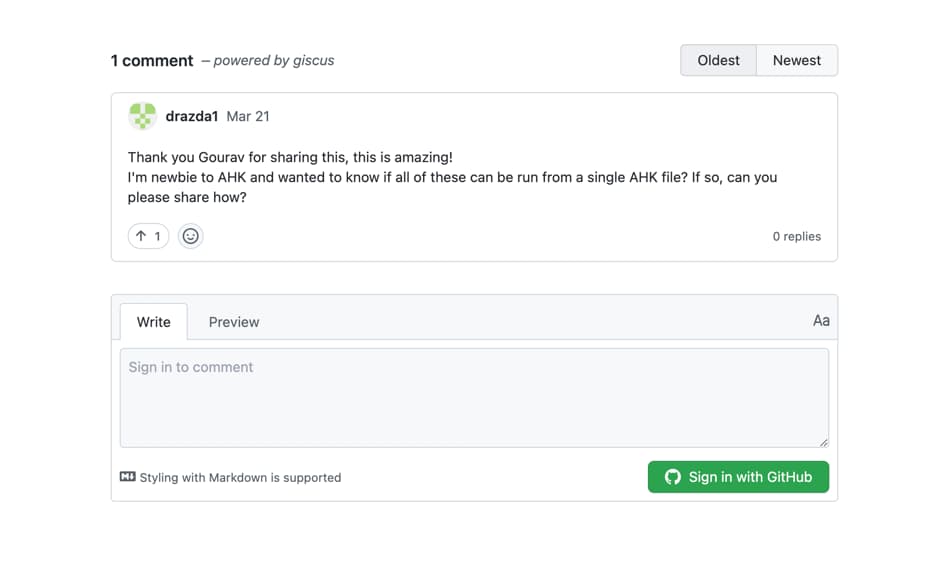 1 comment – powered by giscus
Oldest Newest
drazda1 Mar 21
Thank you Gourav for sharing this, this is amazing!
I'm newbie to AHK and wanted to know if all of these can be run from a single AHK file? If so, can you
please share how?
1
0 replies
Write Preview Aa
Sign in to comment
Styling with Markdown is supported
Sign in with GitHub